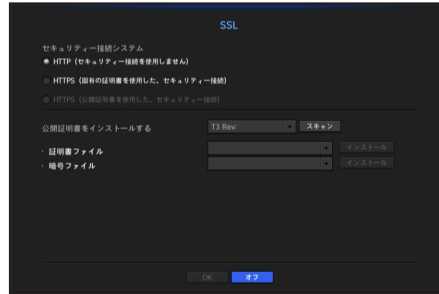 SSL
セキュリティー接続システム
HTTP (セキュリティー接続を使用しません)
HTTPS (固有の証明書を使用した、セキュリティー接続)
HTTPS (公開証明書を使用した、セキュリティー接続)
公開証明書をインストールする T3 Rev: スキャン
· 証明書ファイル インストール
· 暗号ファイル インストール
OK オフ